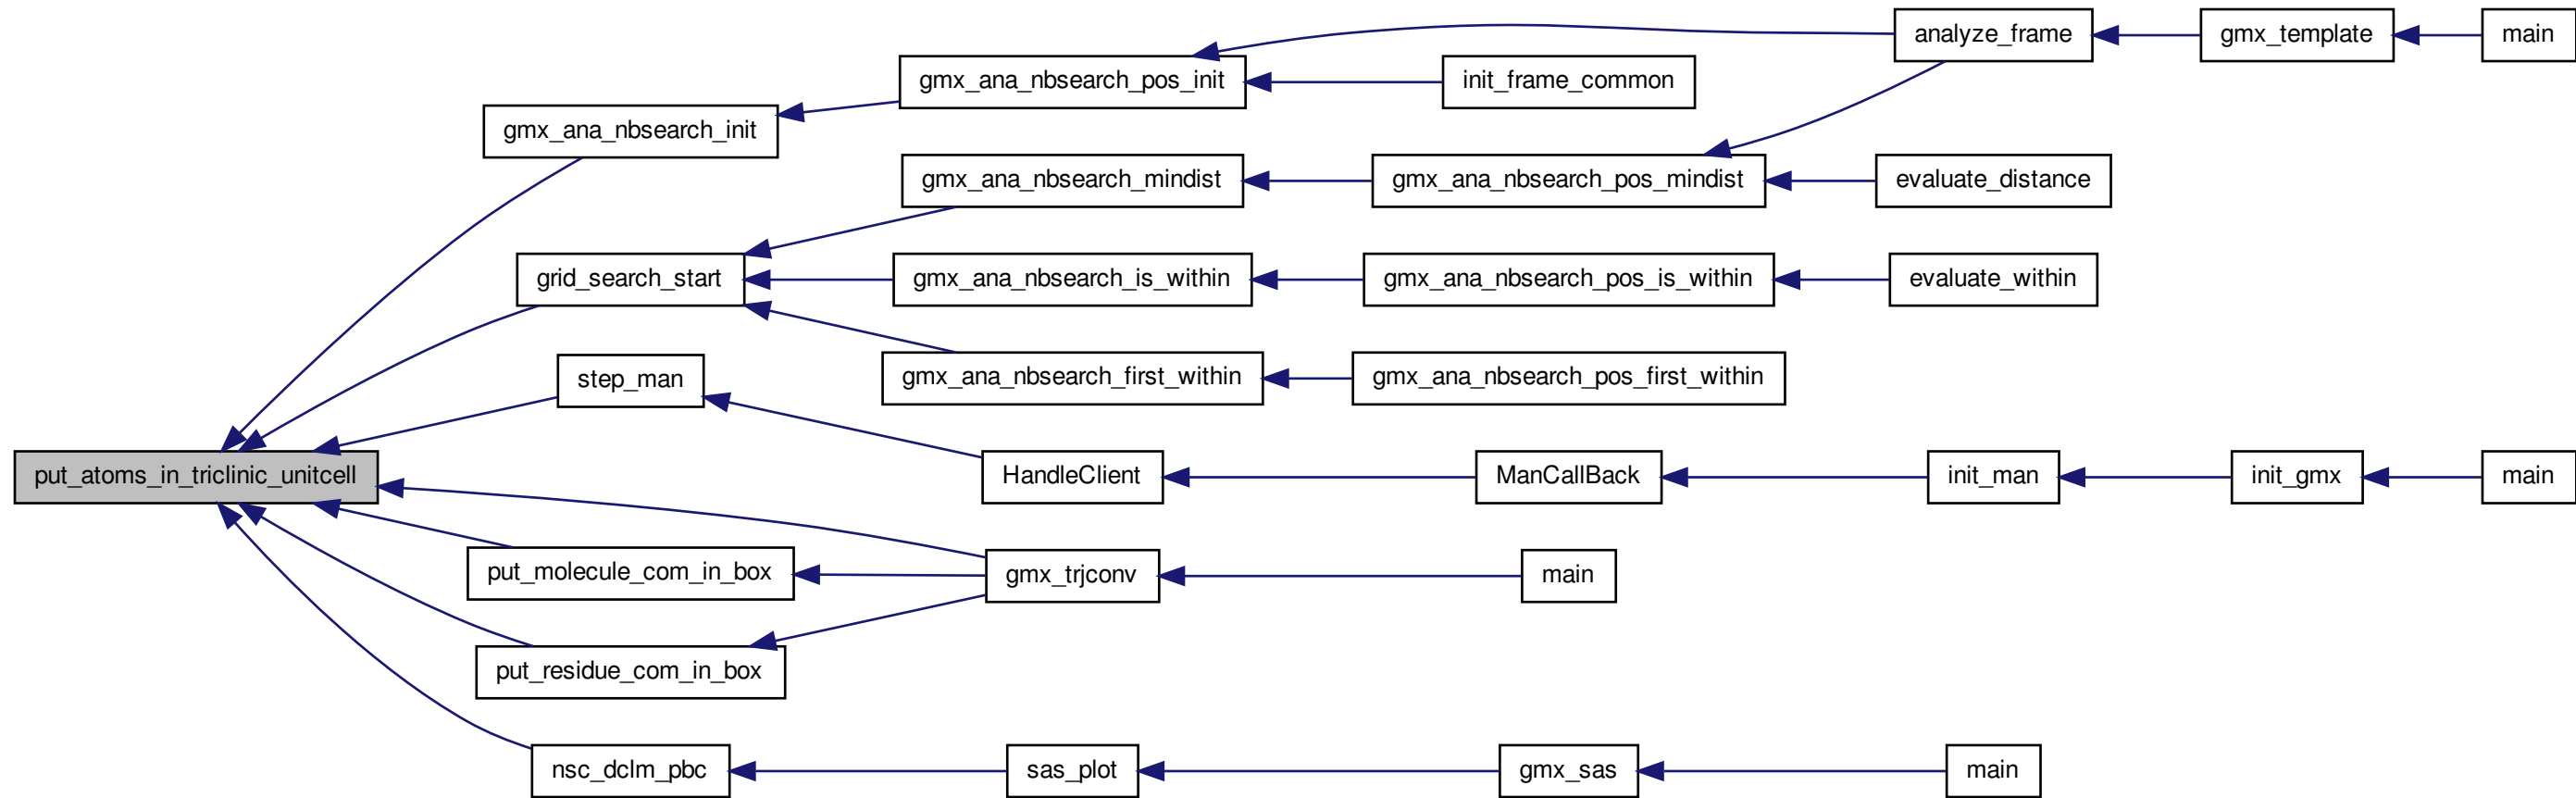 analyze_frame
gmx_template
main
gmx_ana_nbsearch_pos_init
init_frame_common
gmx_ana_nbsearch_init
gmx_ana_nbsearch_mindist
gmx_ana_nbsearch_pos_mindist
evaluate_distance
grid_search_start
gmx_ana_nbsearch_is_within
gmx_ana_nbsearch_pos_is_within
evaluate_within
step_man
gmx_ana_nbsearch_first_within
gmx_ana_nbsearch_pos_first_within
put_atoms_in_triclinic_unitcell
HandleClient
ManCallBack
init_man
init_gmx
main
put_molecule_com_in_box
gmx_trjconv
main
put_residue_com_in_box
nsc_dclm_pbc
sas_plot
gmx_sas
main